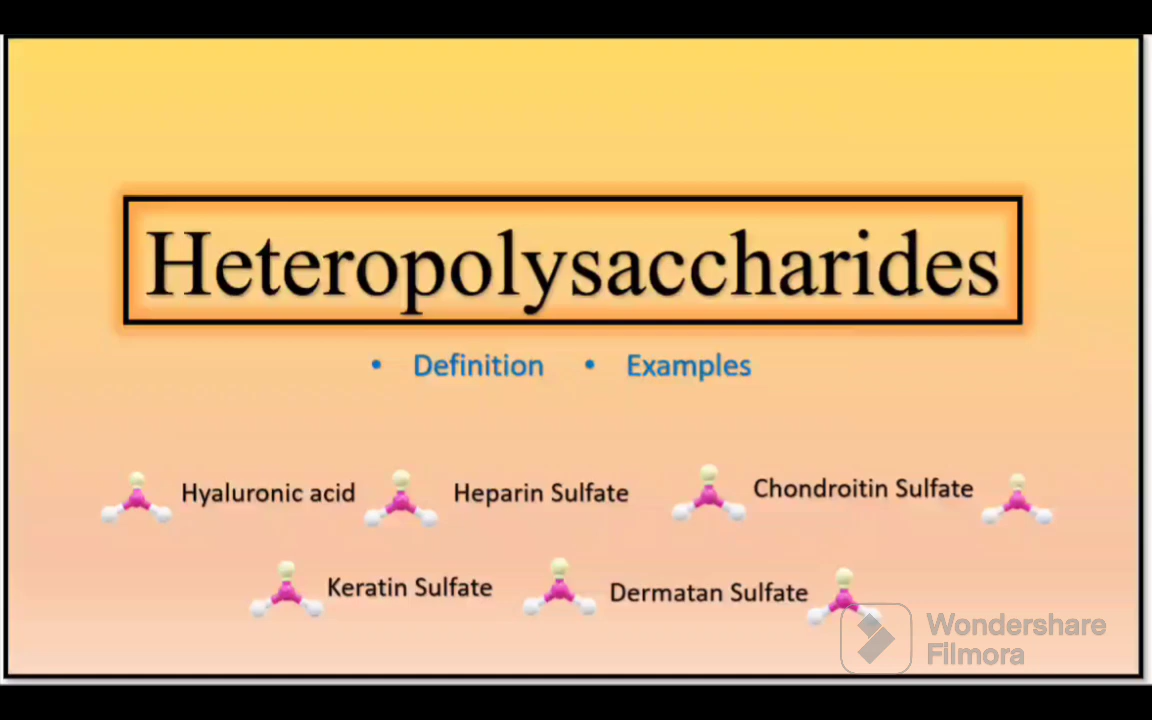 Heteropolysaccharides
• Definition • Examples
Hyaluronic acid Heparin Sulfate Chondroitin Sulfate
Keratin Sulfate Dermatan Sulfate
Wondershare
Filmora